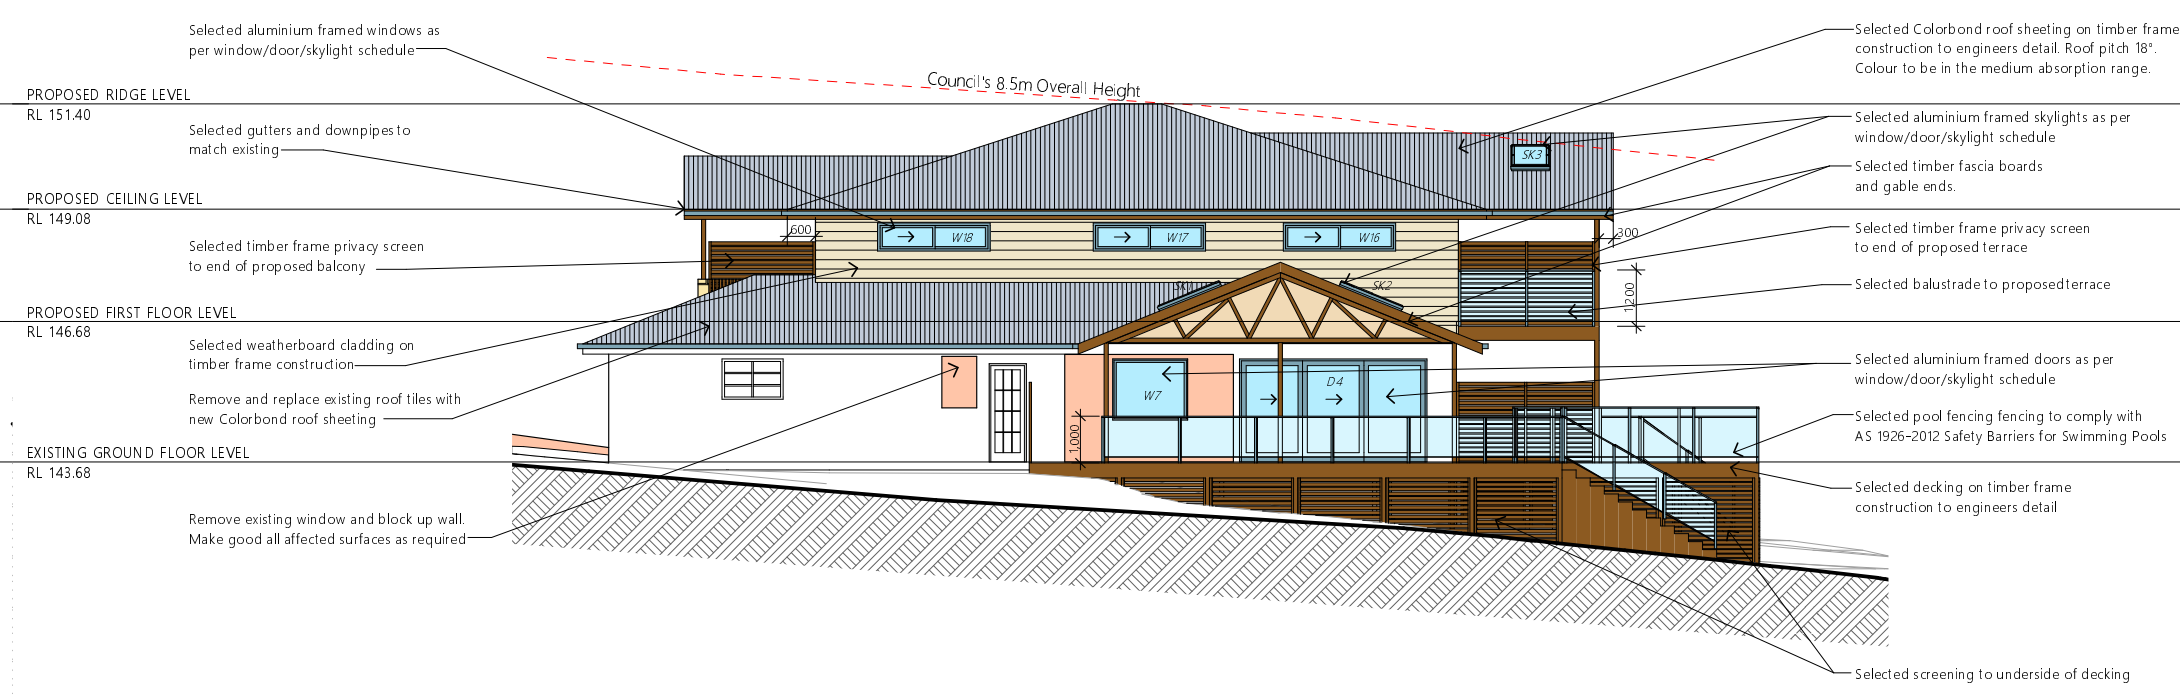 Selected aluminium framed windows as
per window/door/skylight schedule
PROPOSED RIDGE LEVEL
RL 151.40
Selected gutters and downpipes to
match existing
PROPOSED CEILING LEVEL
RL 149.08
Selected timber frame privacy screen
to end of proposed balcony
PROPOSED FIRST FLOOR LEVEL
RL 146.68
Selected weatherboard cladding on
timber frame construction
Remove and replace existing roof tiles with
new Colorbond roof sheeting
EXISTING GROUND FLOOR LEVEL
RL 143.68
Remove existing window and block up wall.
Make good all affected surfaces as required
Council's 8.5m Overall Height
SK3
600
W18
W17
W16
300
SK1
SK2
1,200
W7
D4
1,000
Selected Colorbond roof sheeting on timber frame
construction to engineers detail. Roof pitch 18°.
Colour to be in the medium absorption range.
Selected aluminium framed skylights as per
window/door/skylight schedule
Selected timber fascia boards
and gable ends.
Selected timber frame privacy screen
to end of proposed terrace
Selected balustrade to proposed terrace
Selected aluminium framed doors as per
window/door/skylight schedule
Selected pool fencing fencing to comply with
AS 1926-2012 Safety Barriers for Swimming Pools
Selected decking on timber frame
construction to engineers detail
Selected screening to underside of decking